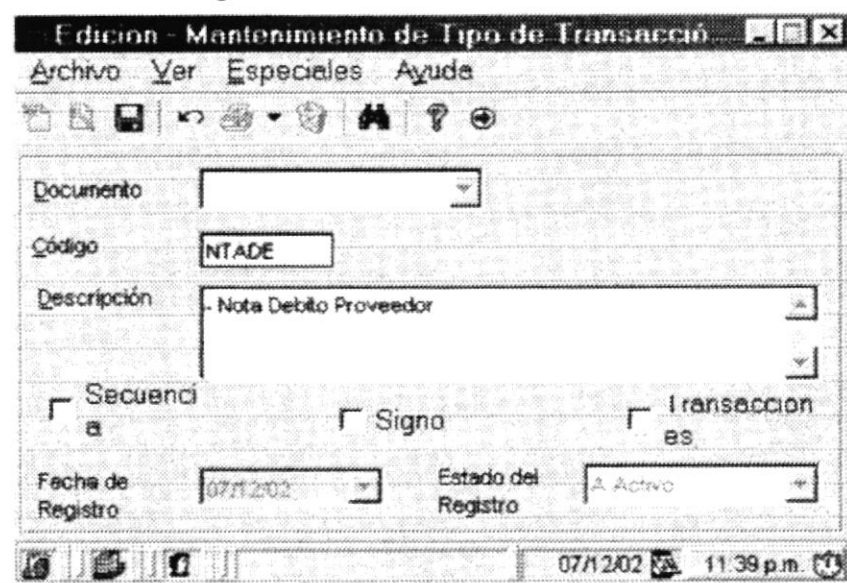 Edicion - Mantenimiento de Tipo de Transacció...
Archivo Ver Especiales Ayuda
Documento
Código NTADE
Descripción - Nota Debito Proveedor
Secuenci
a
Signo
Transaccion
es
Fecha de
Registro
07/12/02
Estado del
Registro
A Activo
07/12/02 11:39 p.m.